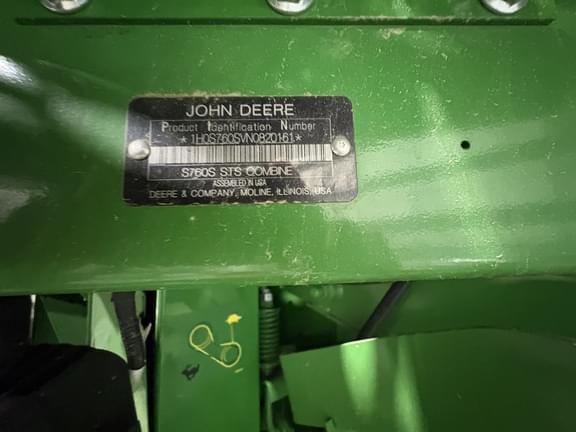 JOHN DEERE
Product Identification Number
*1H0S760SVN0820161*
S760S STS COMBINE
ASSEMBLED IN USA
DEERE & COMPANY, MOLINE, ILLINOIS, USA